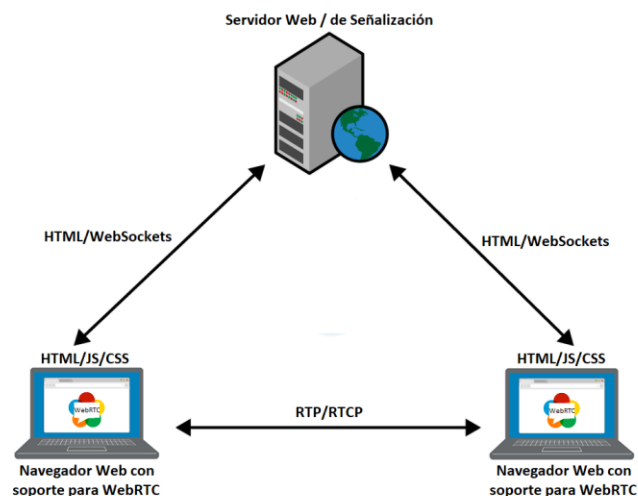 Servidor Web / de Señalización
HTML/WebSockets
HTML/WebSockets
HTML/JS/CSS
HTML/JS/CSS
WebRTC
WebRTC
RTP/RTCP
Navegador Web con
soporte para WebRTC
Navegador Web con
soporte para WebRTC